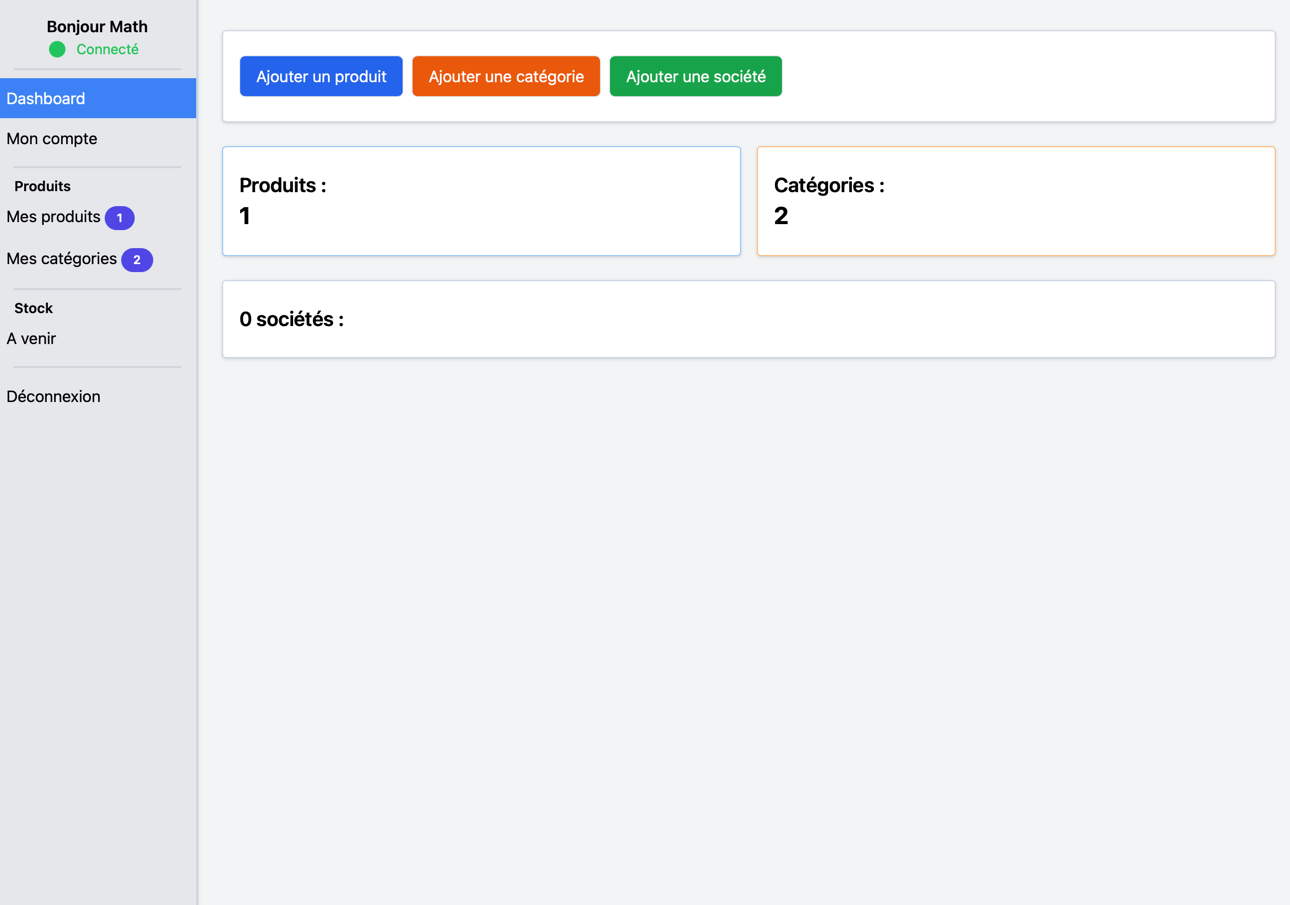 Bonjour Math
Connecté
Dashboard
Mon compte
Produits
Mes produits 1
Mes catégories 2
Stock
A venir
Déconnexion
Ajouter un produit Ajouter une catégorie Ajouter une société
Produits :
1
Catégories :
2
0 sociétés :